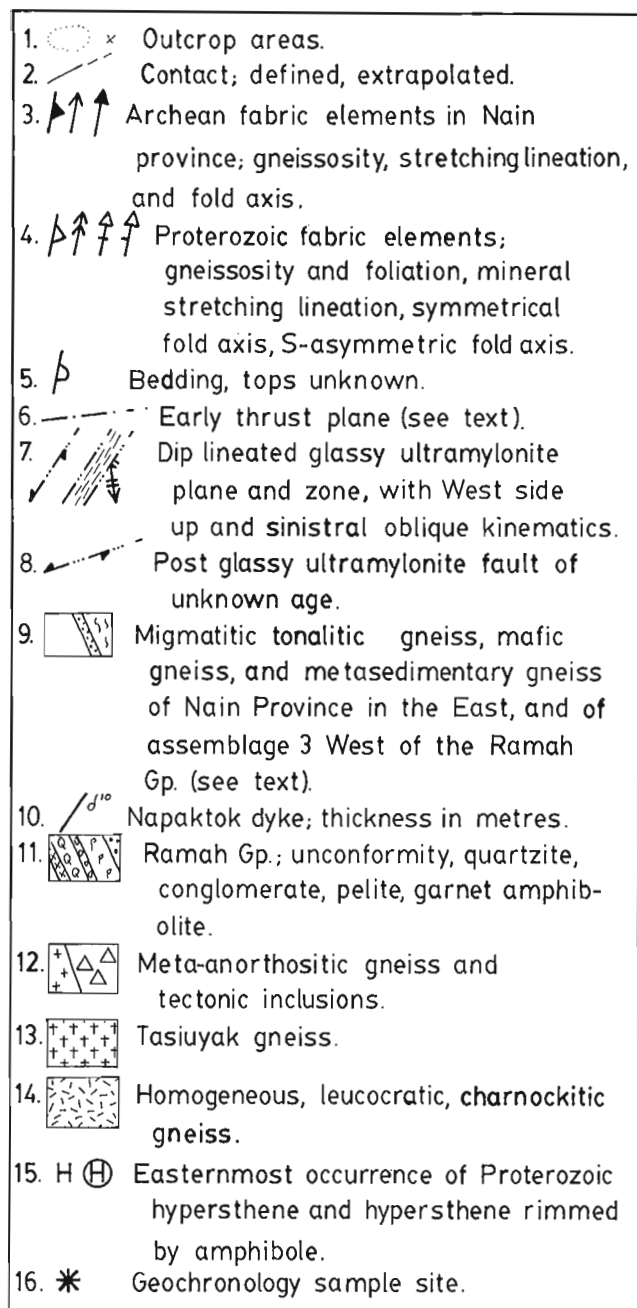 1. x Outcrop areas.
2. Contact; defined, extrapolated.
3. Archean fabric elements in Nain
province; gneissosity, stretching lineation,
and fold axis.
4. Proterozoic fabric elements;
gneissosity and foliation, mineral
stretching lineation, symmetrical
fold axis, S-asymmetric fold axis.
5. Bedding, tops unknown.
6. Early thrust plane (see text).
7. Dip lineated glassy ultramylonite
plane and zone, with West side
up and sinistral oblique kinematics.
8. Post glassy ultramylonite fault of
unknown age.
9. Migmatitic tonalitic gneiss, mafic
gneiss, and metasedimentary gneiss
of Nain Province in the East, and of
assemblage 3 West of the Ramah
Gp. (see text).
10. d10 Napaktok dyke; thickness in metres.
11. Ramah Gp.; unconformity, quartzite,
conglomerate, pelite, garnet amphib-
olite.
12. Meta-anorthositic gneiss and
tectonic inclusions.
13. Tasiuyak gneiss.
14. Homogeneous, leucocratic, charnockitic
gneiss.
15. H H Easternmost occurrence of Proterozoic
hypersthene and hypersthene rimmed
by amphibole.
16. Geochronology sample site.